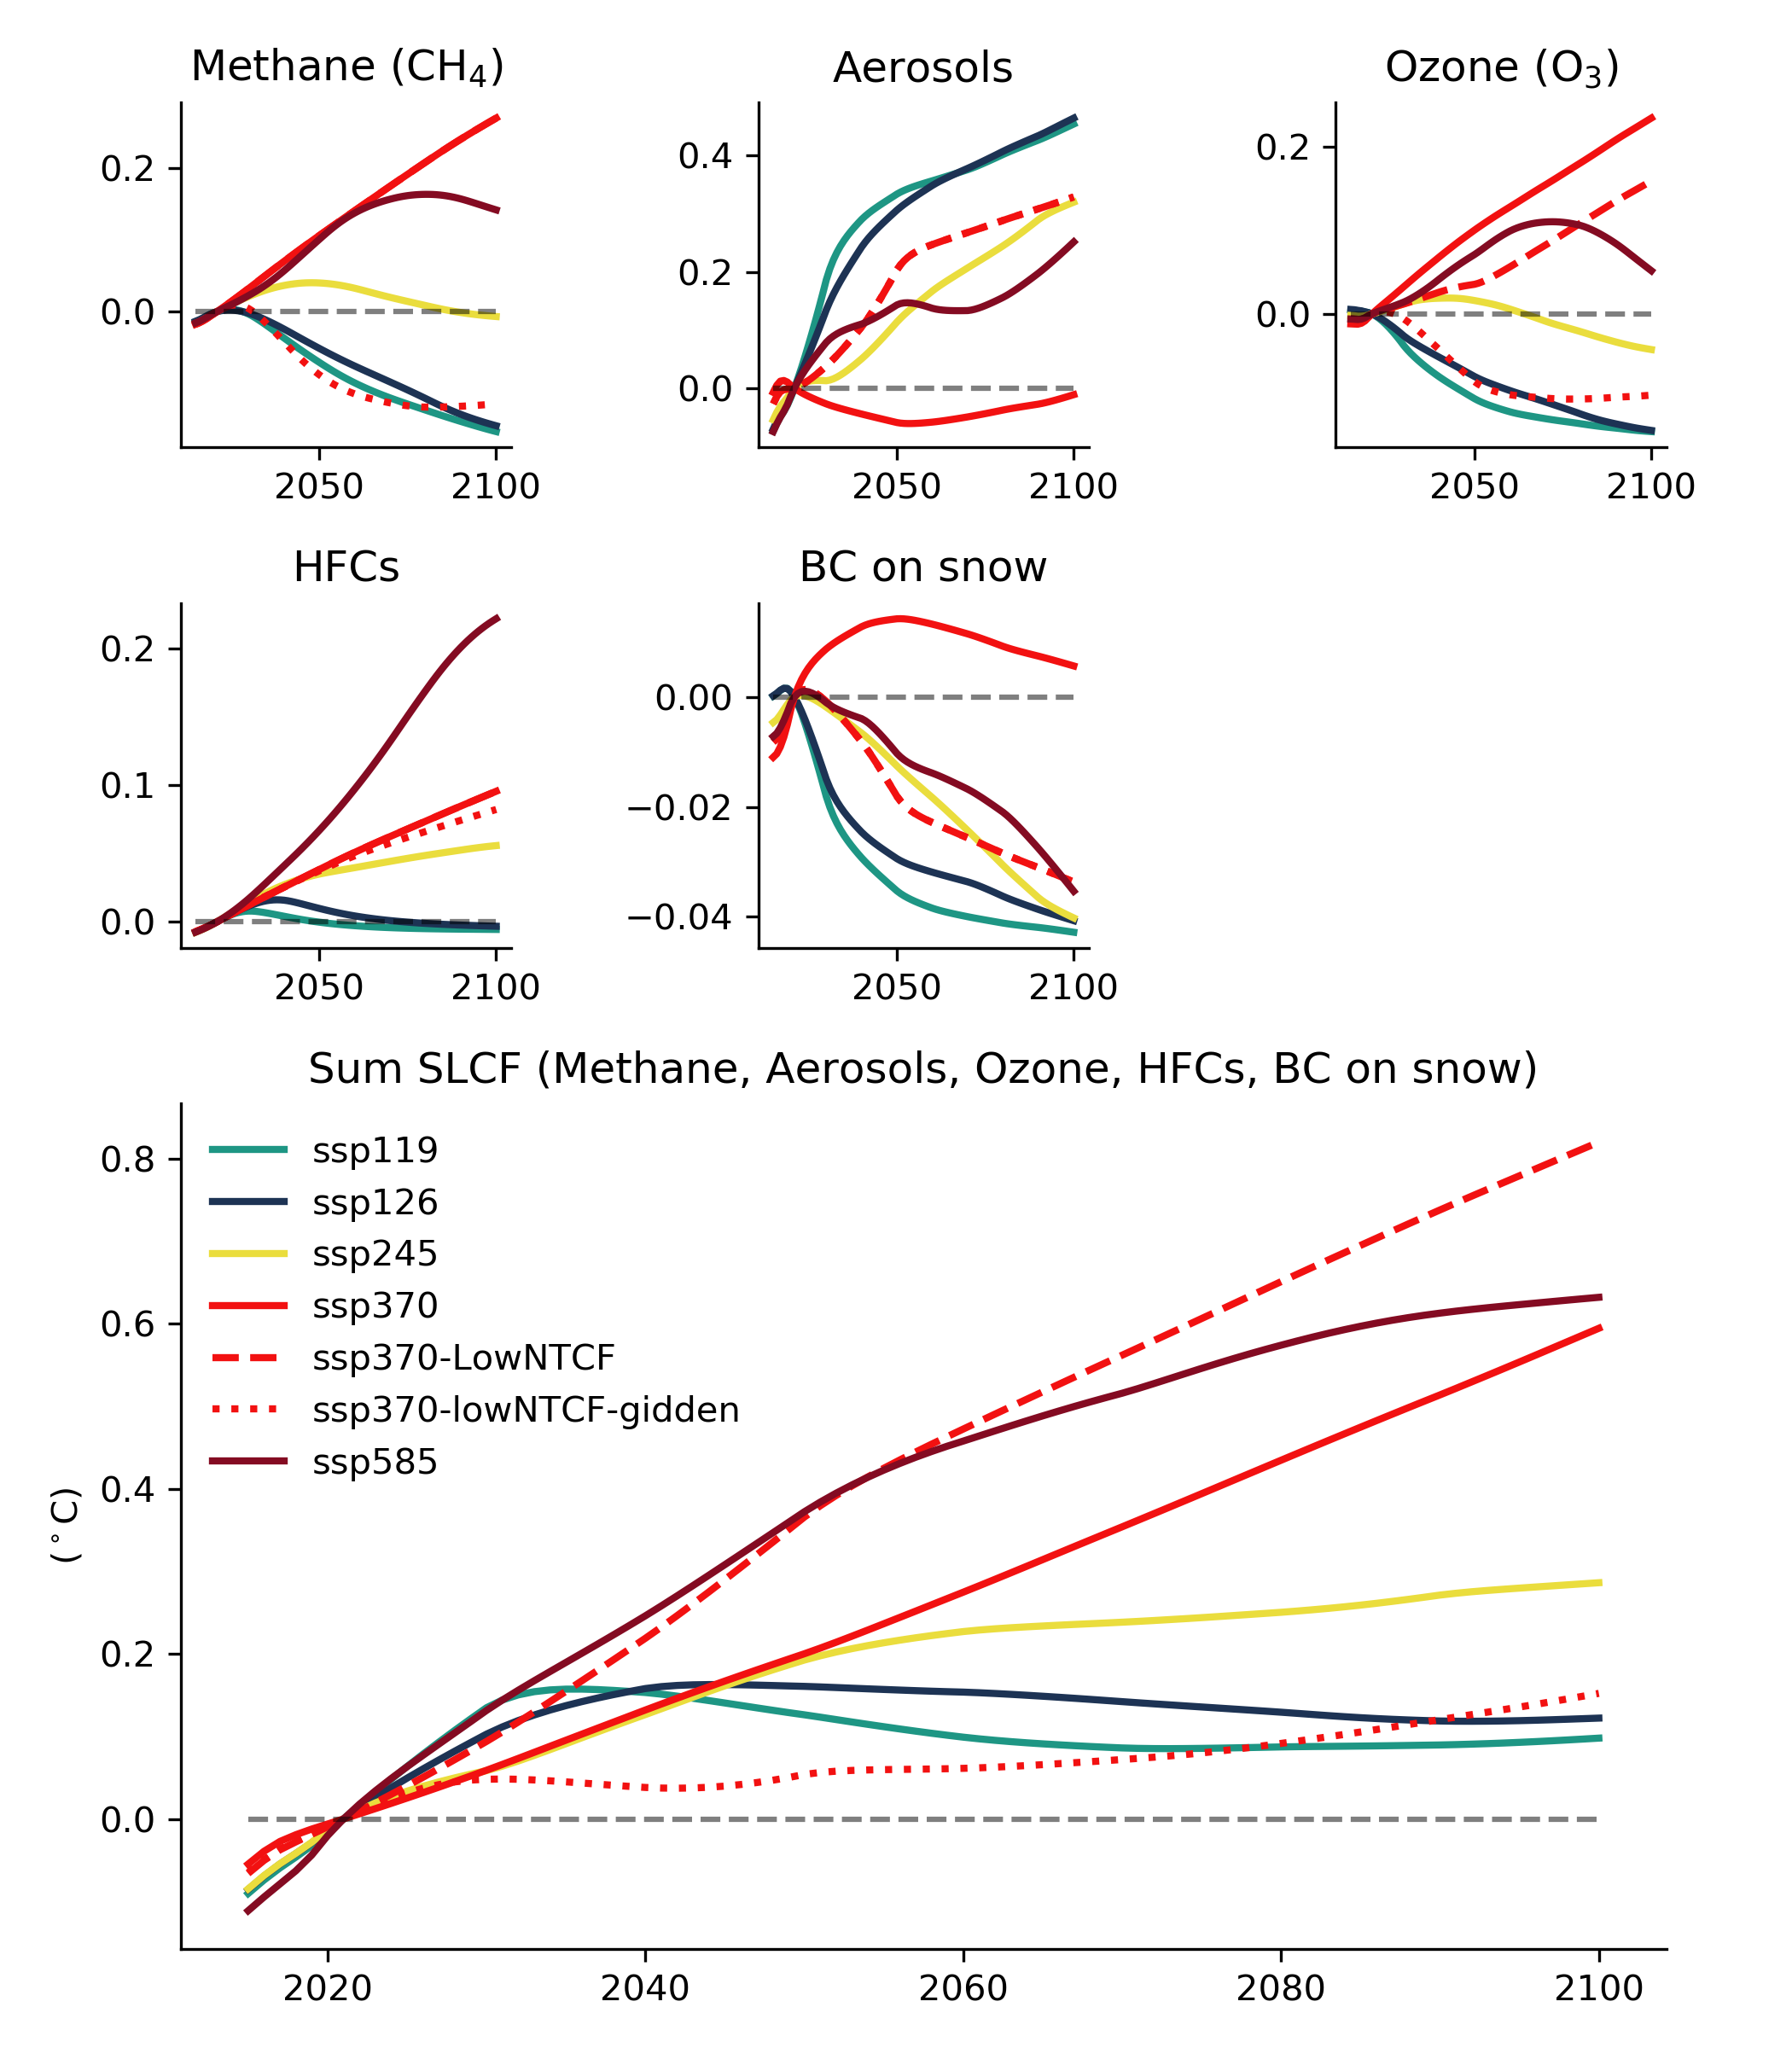 Methane (CH₄)
Aerosols
Ozone (O₃)
0.2
0.0
2050
2100
0.4
0.2
0.0
2050
2100
0.2
0.0
2050
2100
HFCs
BC on snow
0.2
0.1
0.0
2050
2100
0.00
−0.02
−0.04
2050
2100
Sum SLCF (Methane, Aerosols, Ozone, HFCs, BC on snow)
(°C)
0.8
0.6
0.4
0.2
0.0
ssp119
ssp126
ssp245
ssp370
ssp370-LowNTCF
ssp370-lowNTCF-gidden
ssp585
2020
2040
2060
2080
2100